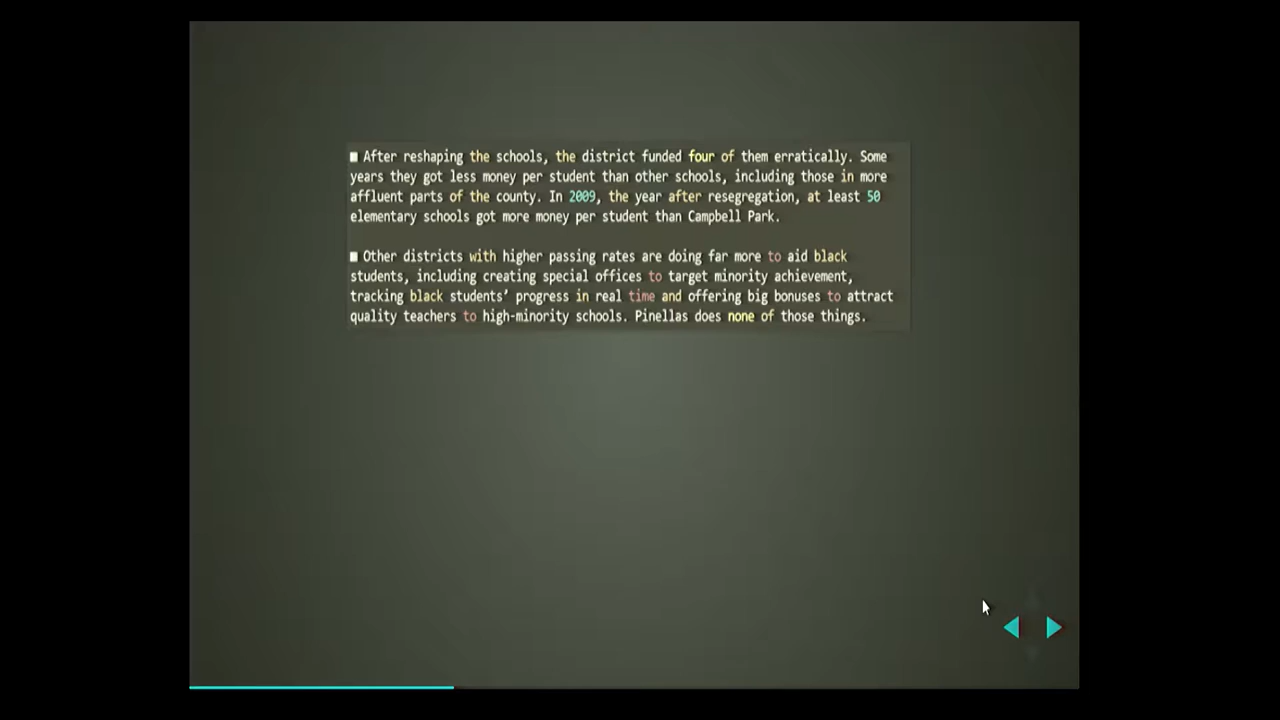 ■ After reshaping the schools, the district funded four of them erratically. Some
years they got less money per student than other schools, including those in more
affluent parts of the county. In 2009, the year after resegregation, at least 50
elementary schools got more money per student than Campbell Park.
■ Other districts with higher passing rates are doing far more to aid black
students, including creating special offices to target minority achievement,
tracking black students’ progress in real time and offering big bonuses to attract
quality teachers to high-minority schools. Pinellas does none of those things.